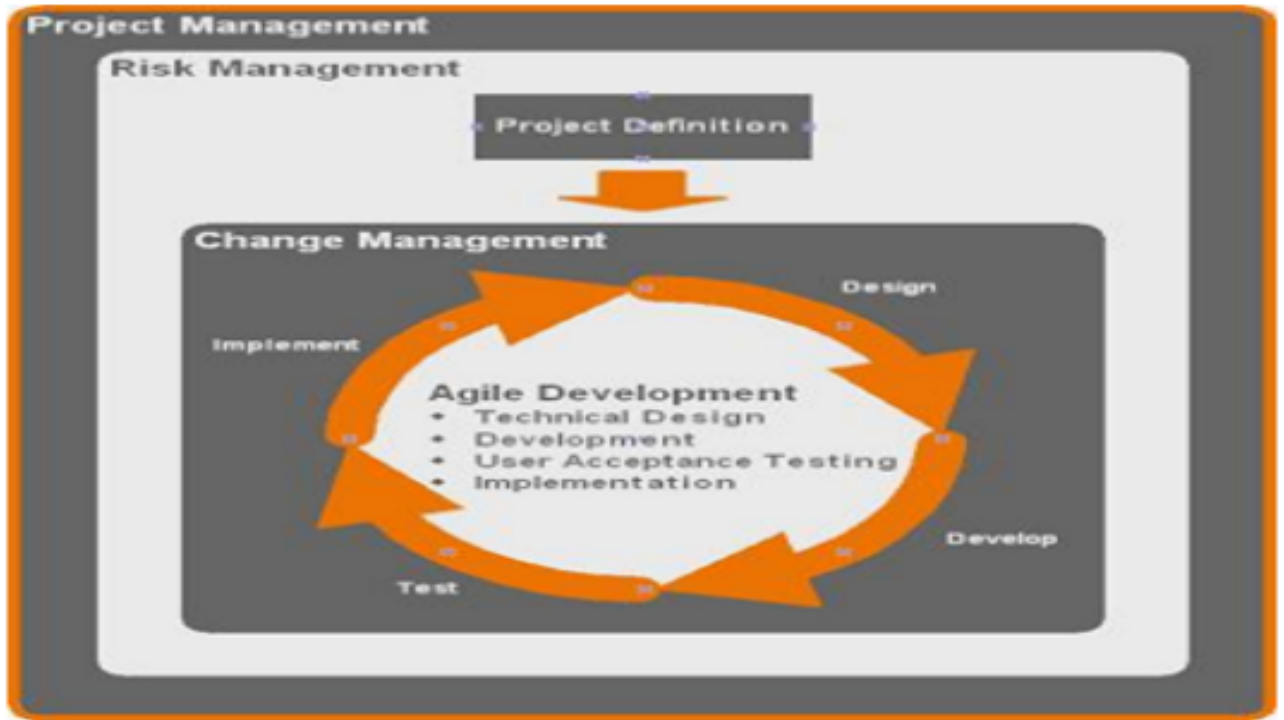 Project Management
Risk Management
Project Definition
Change Management
Design
Implement
Agile Development
• Technical Design
• Development
• User Acceptance Testing
• Implementation
Develop
Test